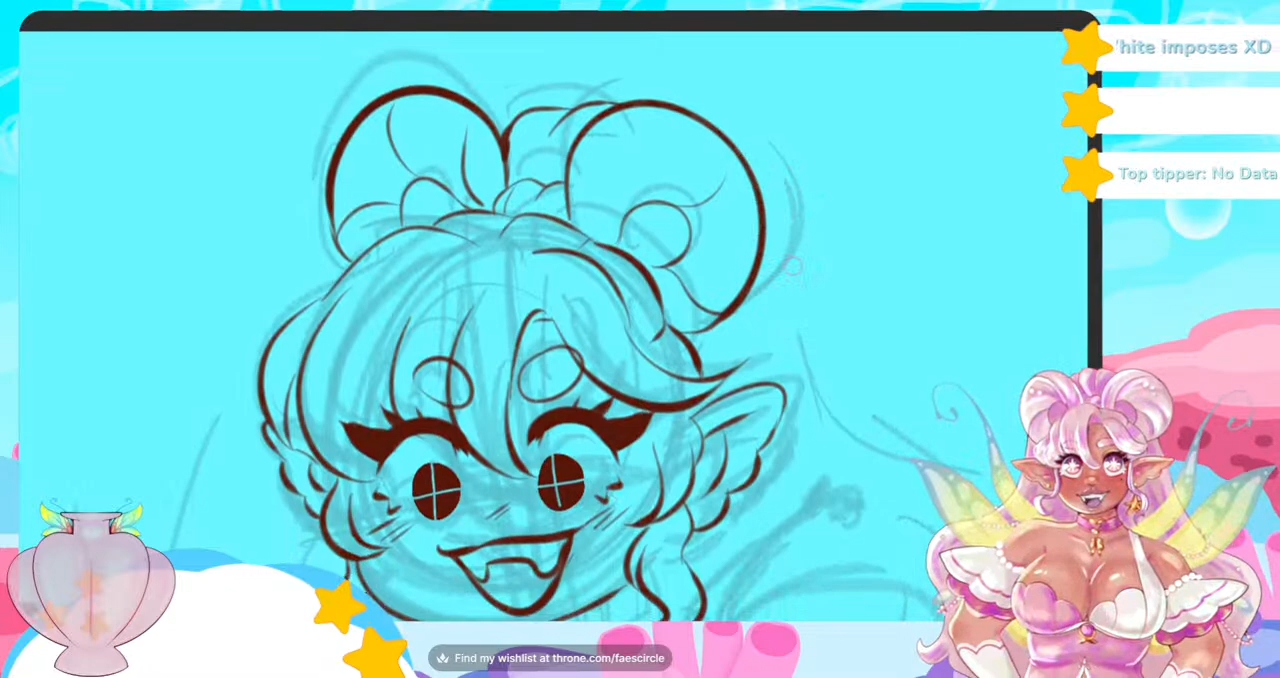 hite imposes XD
Top tipper: No Data
Find my wishlist at throne.com/faescircle